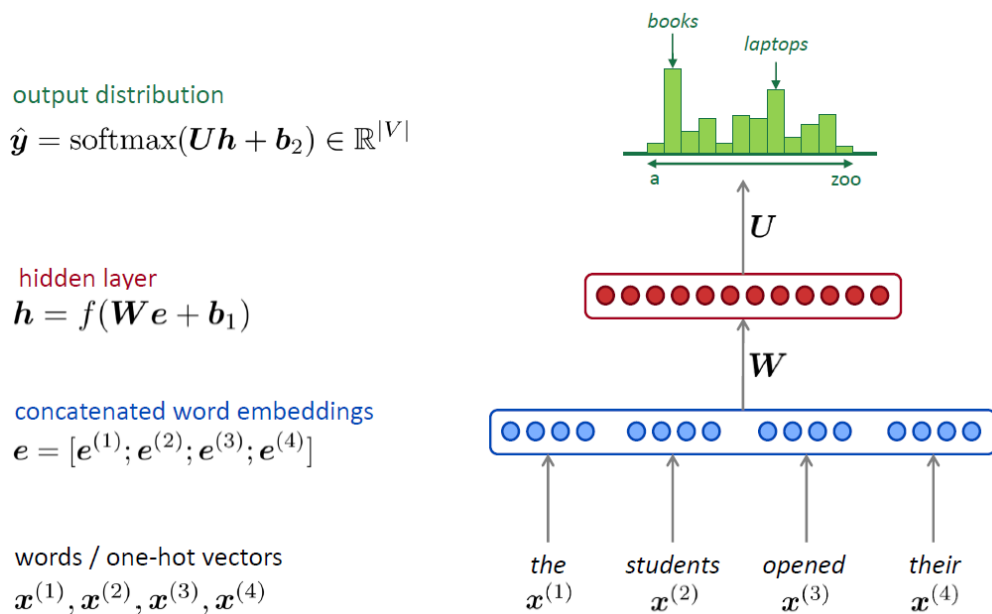 books
laptops
output distribution
ŷ = softmax(Uh + b₂) ∈ ℝ^|V|
a zoo
U
hidden layer
h = f(We + b₁)
W
concatenated word embeddings
e = [e⁽¹⁾; e⁽²⁾; e⁽³⁾; e⁽⁴⁾]
words / one-hot vectors
x⁽¹⁾, x⁽²⁾, x⁽³⁾, x⁽⁴⁾
the students opened their
x⁽¹⁾ x⁽²⁾ x⁽³⁾ x⁽⁴⁾